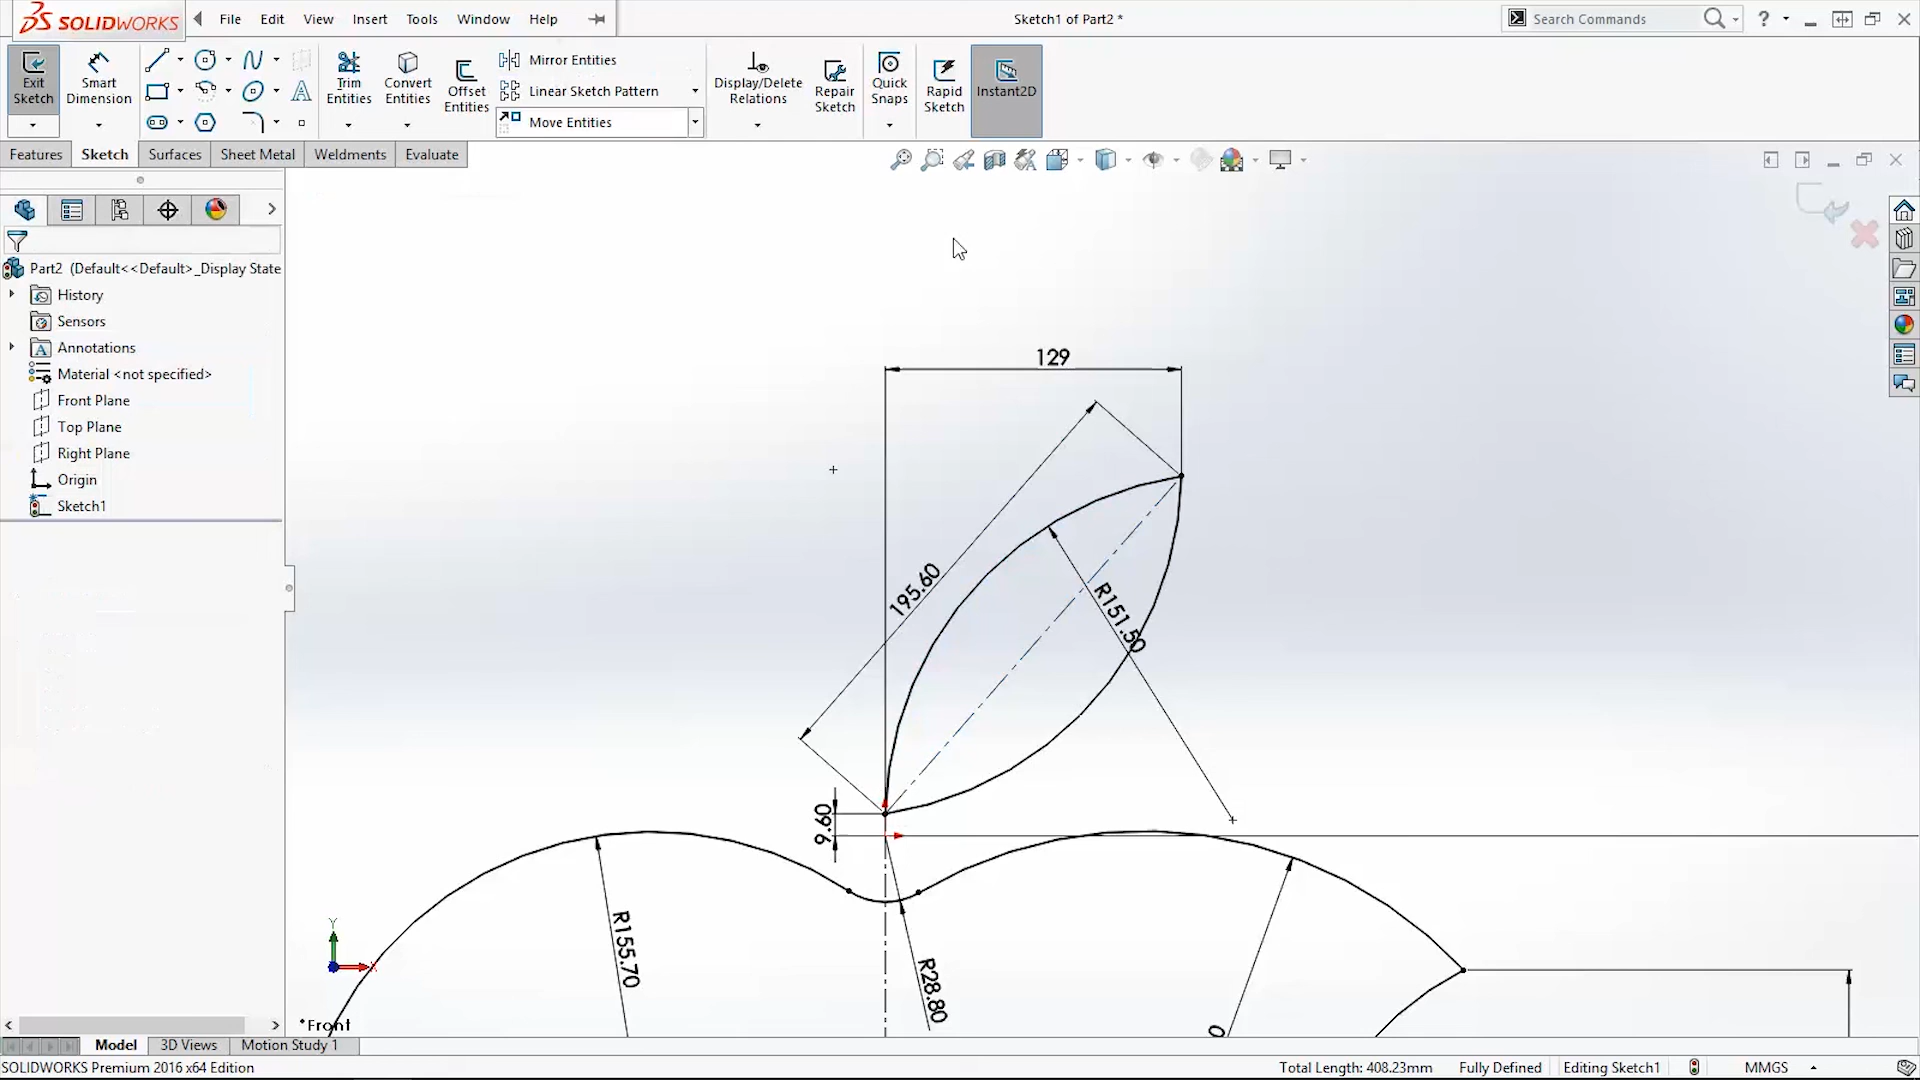 SOLIDWORKS
File Edit View Insert Tools Window Help
Sketch1 of Part2 *
Search Commands
?
Exit Sketch
Smart Dimension
Trim Entities
Convert Entities
Offset Entities
Mirror Entities
Linear Sketch Pattern
Move Entities
Display/Delete Relations
Repair Sketch
Quick Snaps
Rapid Sketch
Instant2D
Features Sketch Surfaces Sheet Metal Weldments Evaluate
Part2 (Default<<Default>_Display State
History
Sensors
Annotations
Material <not specified>
Front Plane
Top Plane
Right Plane
Origin
Sketch1
129
195.60
R151.50
9.60
R155.70
R28.80
0
Y
X
*Front
Model 3D Views Motion Study 1
SOLIDWORKS Premium 2016 x64 Edition
Total Length: 408.23mm Fully Defined Editing Sketch1 MMGS